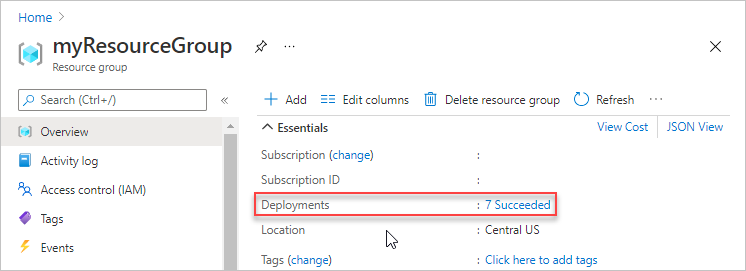 Home >
myResourceGroup ...
Resource group
Search (Ctrl+/) «
Overview
Activity log
Access control (IAM)
Tags
Events
Add Edit columns Delete resource group Refresh ...
Essentials View Cost JSON View
Subscription (change) :
Subscription ID :
Deployments : 7 Succeeded
Location : Central US
Tags (change) : Click here to add tags